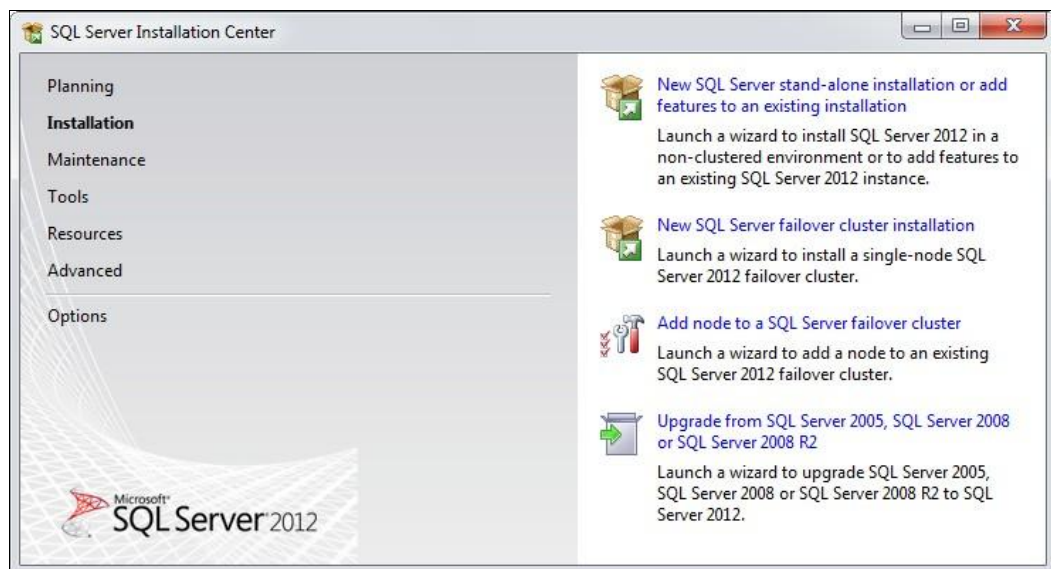 SQL Server Installation Center
Planning
Installation
Maintenance
Tools
Resources
Advanced
Options
Microsoft®
SQL Server® 2012
New SQL Server stand-alone installation or add
features to an existing installation
Launch a wizard to install SQL Server 2012 in a
non-clustered environment or to add features to
an existing SQL Server 2012 instance.
New SQL Server failover cluster installation
Launch a wizard to install a single-node SQL
Server 2012 failover cluster.
Add node to a SQL Server failover cluster
Launch a wizard to add a node to an existing
SQL Server 2012 failover cluster.
Upgrade from SQL Server 2005, SQL Server 2008
or SQL Server 2008 R2
Launch a wizard to upgrade SQL Server 2005,
SQL Server 2008 or SQL Server 2008 R2 to SQL
Server 2012.